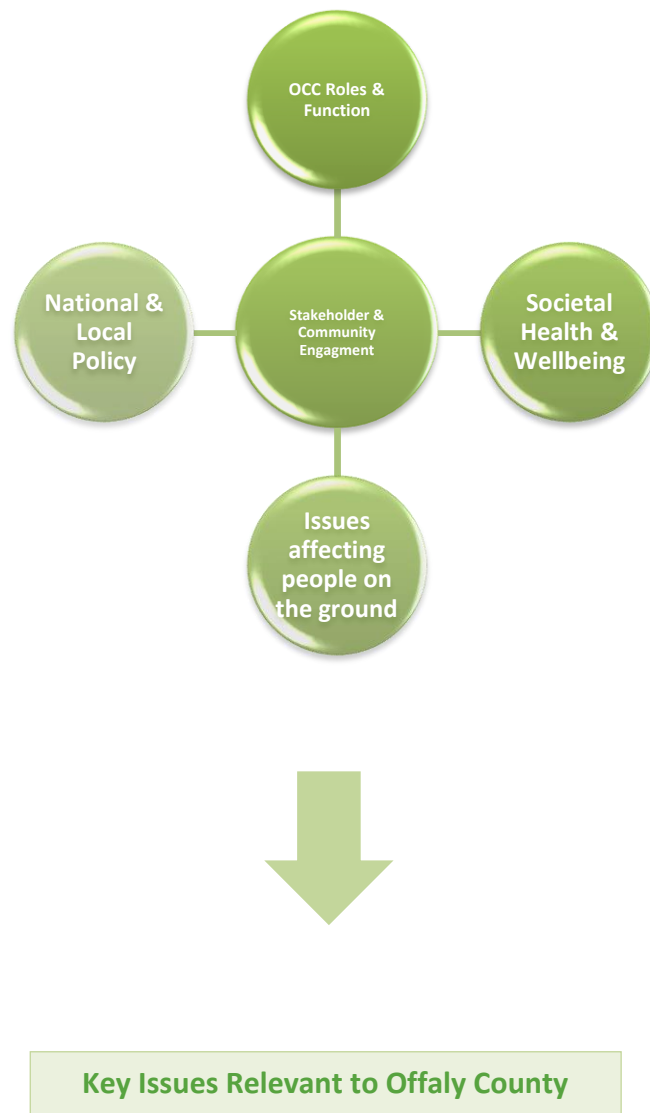 OCC Roles &
Function
National &
Local
Policy
Stakeholder &
Community
Engagment
Societal
Health &
Wellbeing
Issues
affecting
people on
the ground
Key Issues Relevant to Offaly County